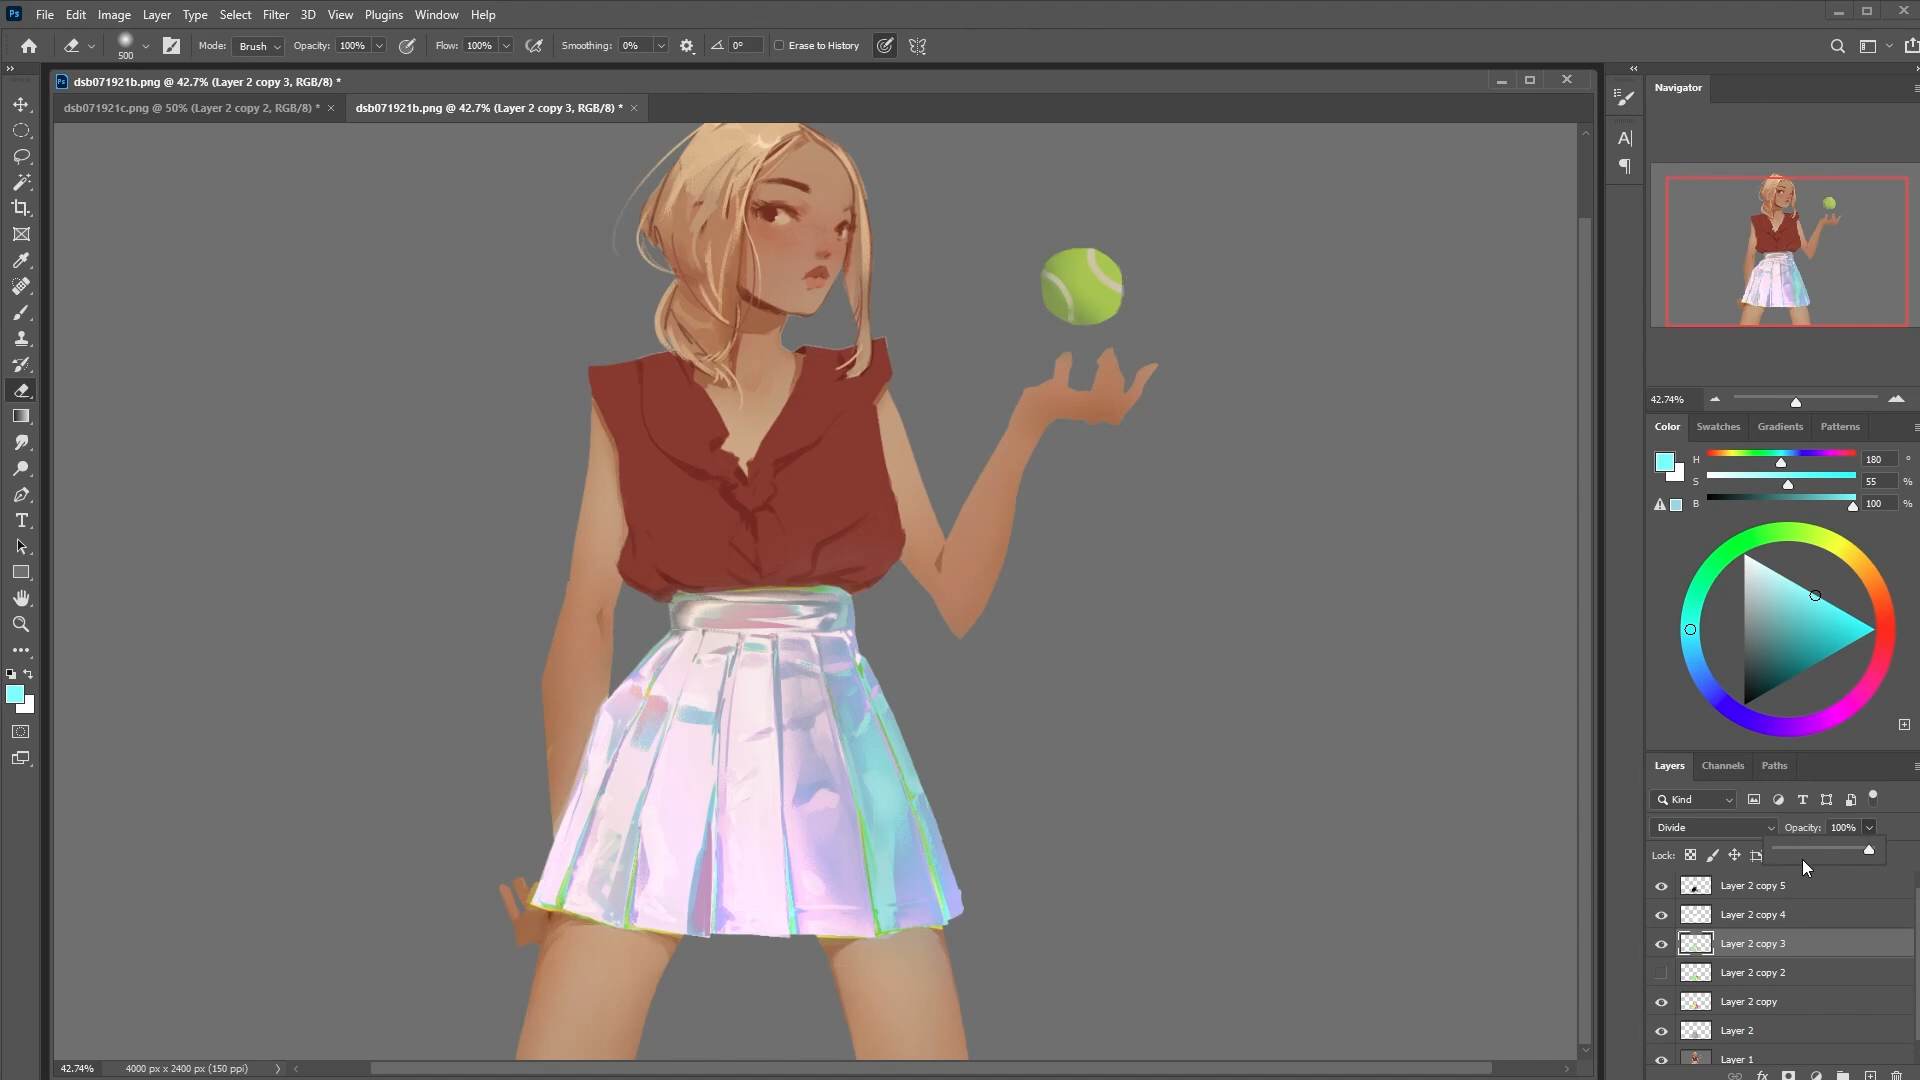 Ps File Edit Image Layer Type Select Filter 3D View Plugins Window Help
500 Mode: Brush Opacity: 100% Flow: 100% Smoothing: 0% 0° Erase to History
Ps dsb071921b.png @ 42.7% (Layer 2 copy 3, RGB/8) *
dsb071921c.png @ 50% (Layer 2 copy 2, RGB/8) * × dsb071921b.png @ 42.7% (Layer 2 copy 3, RGB/8) * ×
Navigator
42.74%
Color Swatches Gradients Patterns
H 180 °
S 55 %
B 100 %
Layers Channels Paths
Kind
Divide Opacity: 100%
Lock:
Layer 2 copy 5
Layer 2 copy 4
Layer 2 copy 3
Layer 2 copy 2
Layer 2 copy
Layer 2
Layer 1
fx
42.74% 4000 px x 2400 px (150 ppi)